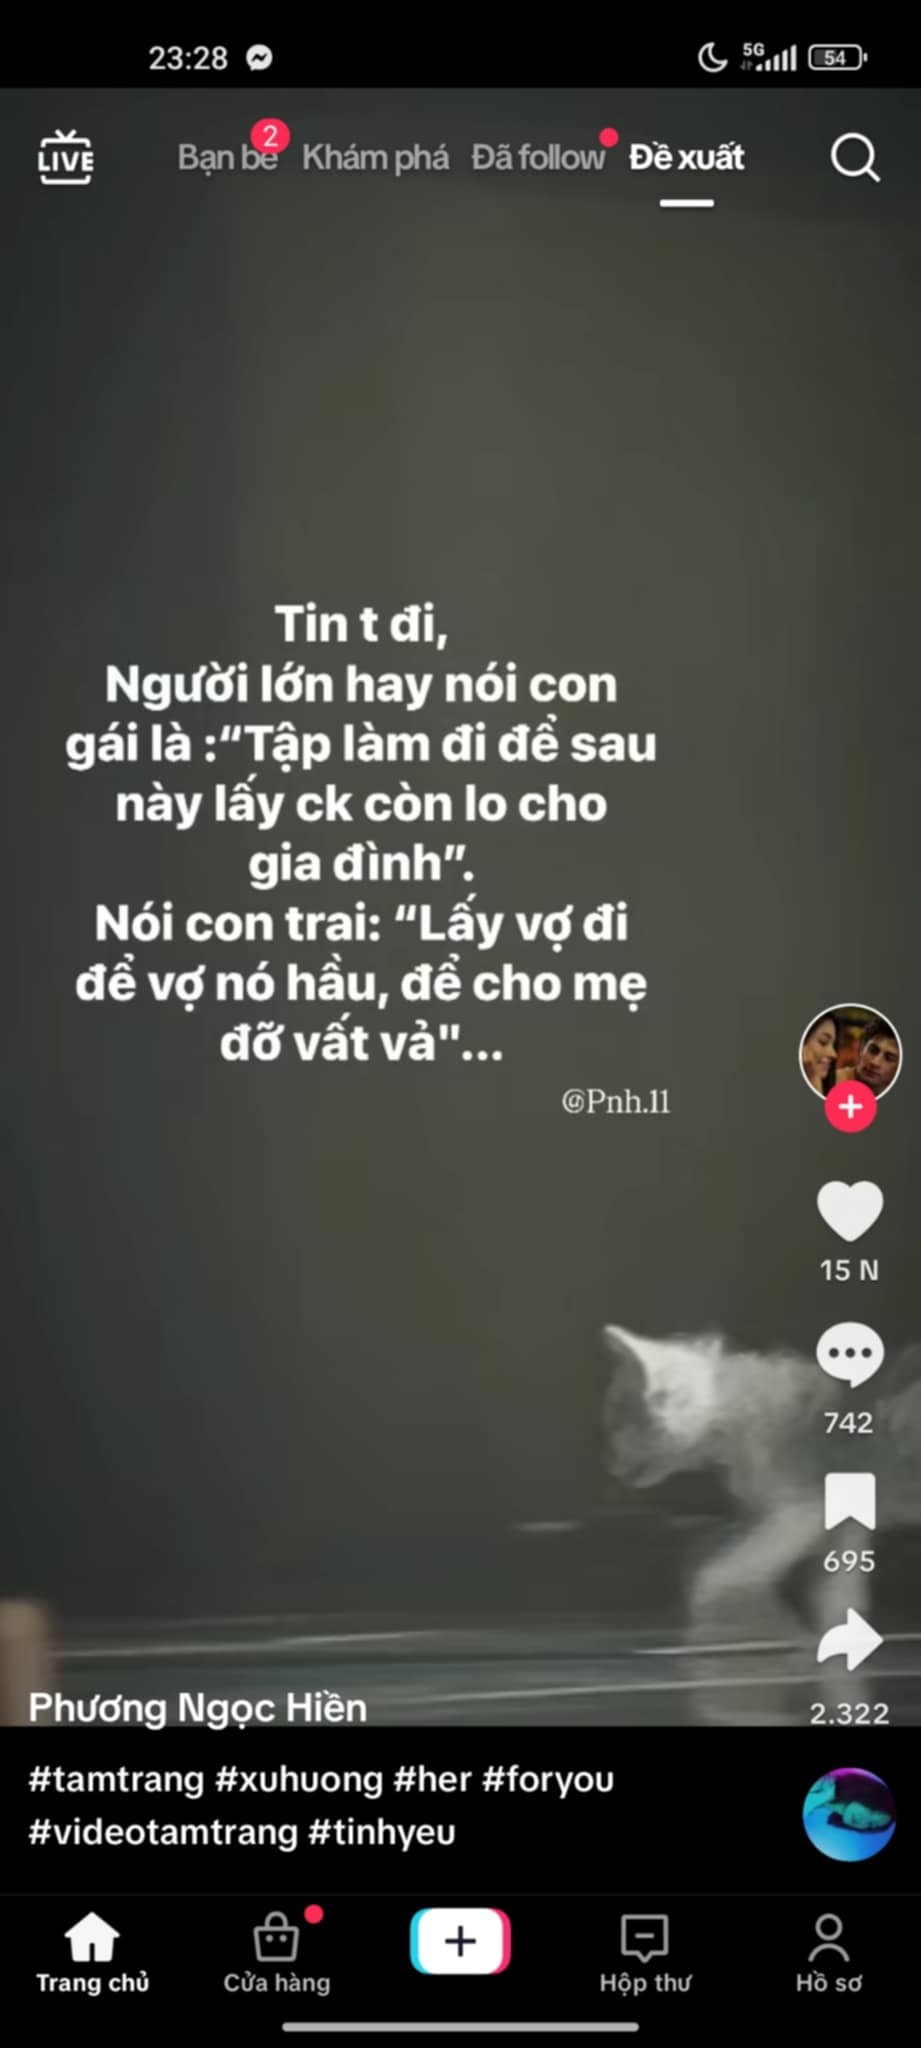 23:28
5G
54
LIVE
Bạn bè
2
Khám phá
Đã follow
Đề xuất
Tin t đi,
Người lớn hay nói con
gái là :“Tập làm đi để sau
này lấy ck còn lo cho
gia đình”.
Nói con trai: “Lấy vợ đi
để vợ nó hầu, để cho mẹ
đỡ vất vả"...
@Pnh.11
15 N
742
695
2.322
Phương Ngọc Hiền
#tamtrang #xuhuong #her #foryou
#videotamtrang #tinhyeu
Trang chủ
Cửa hàng
Hộp thư
Hồ sơ